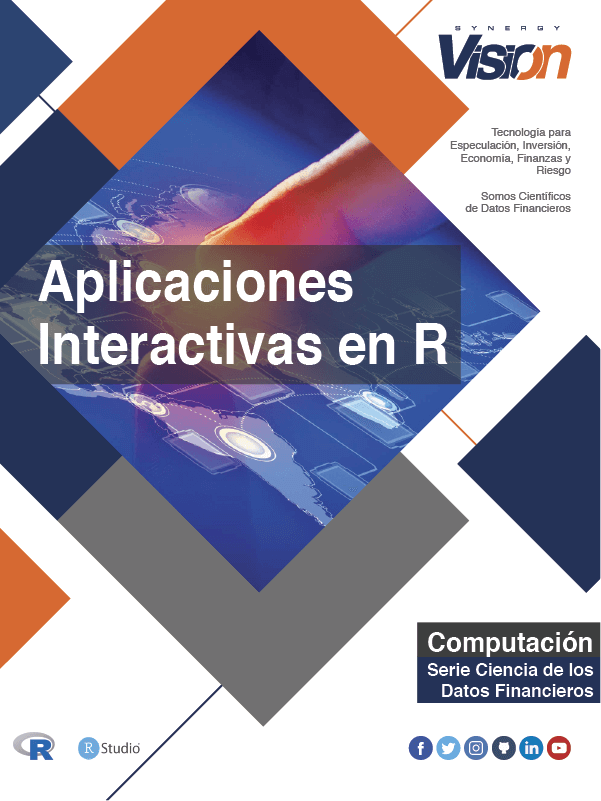 SYNERGY
Vision
Tecnología para
Especulación, Inversión,
Economía, Finanzas y
Riesgo
Somos Científicos
de Datos Financieros
Aplicaciones
Interactivas en R
Computación
Serie Ciencia de los
Datos Financieros
R
R Studio
f
in